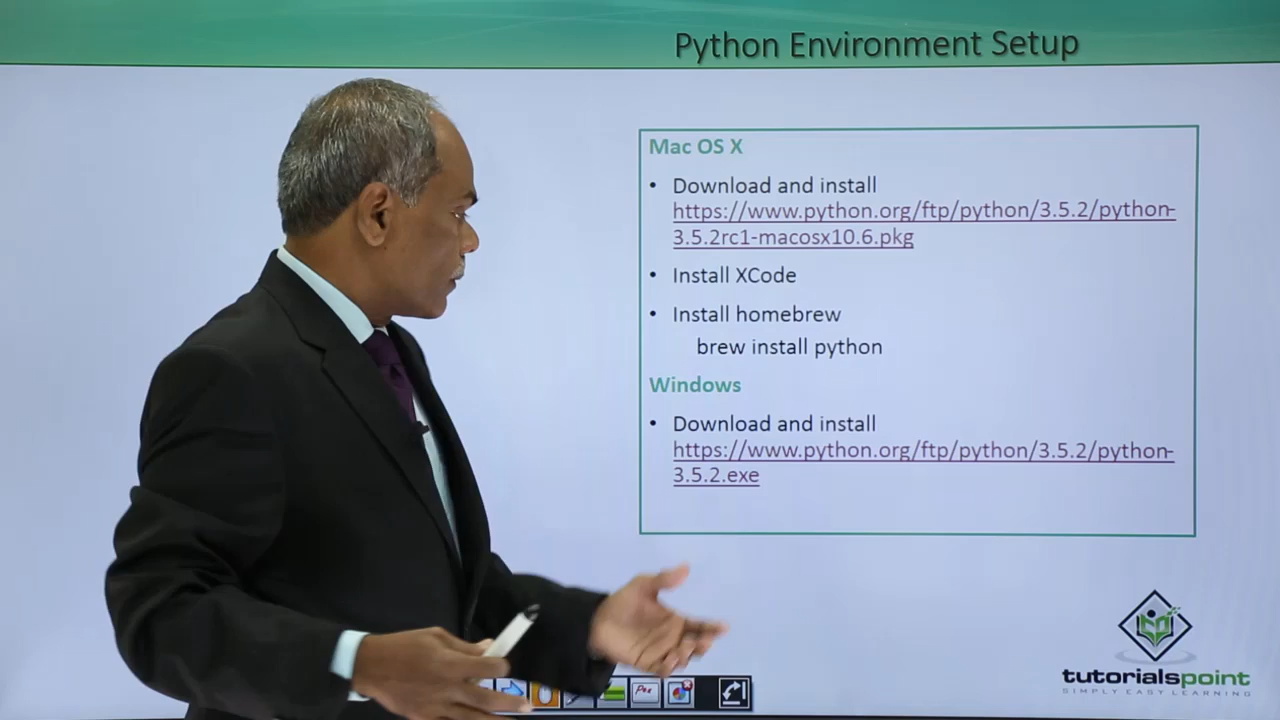 Python Environment Setup
Mac OS X
• Download and install
https://www.python.org/ftp/python/3.5.2/python-
3.5.2rc1-macosx10.6.pkg
• Install XCode
• Install homebrew
brew install python
Windows
• Download and install
https://www.python.org/ftp/python/3.5.2/python-
3.5.2.exe
tutorialspoint
SIMPLY EASY LEARNING